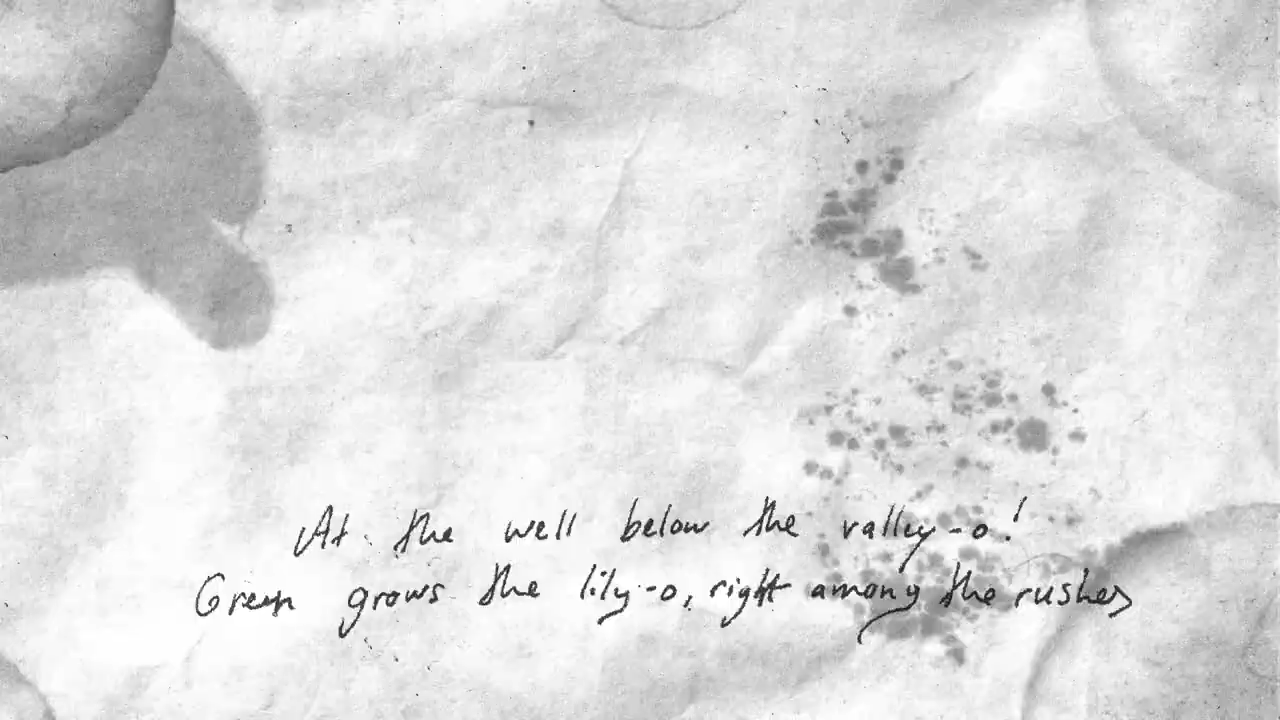 At the well below the valley-o!
Green grows the lily-o, right among the rushes